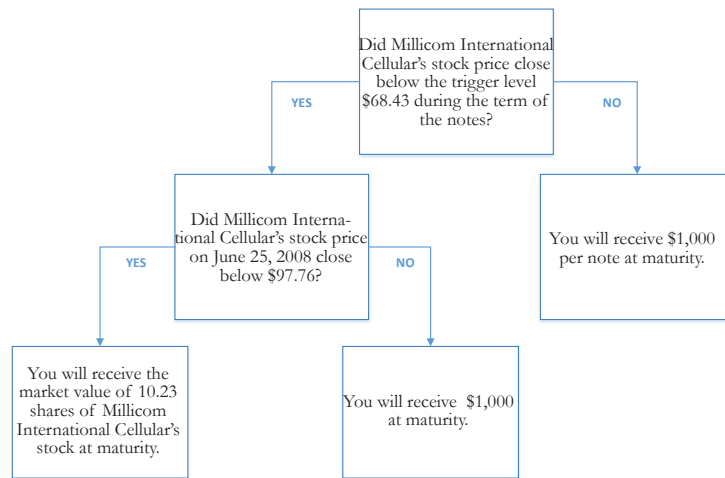 Did Millicom International
Cellular’s stock price close
below the trigger level
$68.43 during the term of
the notes?
YES
NO
Did Millicom Interna-
tional Cellular’s stock price
on June 25, 2008 close
below $97.76?
You will receive $1,000
per note at maturity.
YES
NO
You will receive the
market value of 10.23
shares of Millicom
International Cellular’s
stock at maturity.
You will receive $1,000
at maturity.